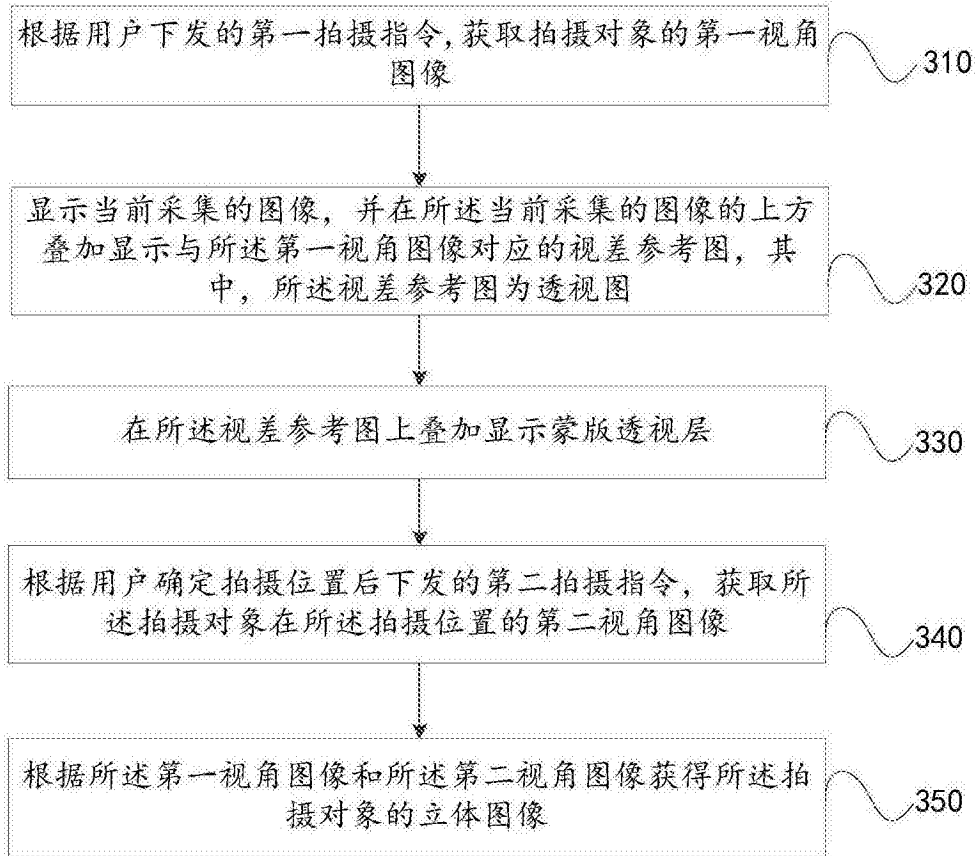 根据用户下发的第一拍摄指令,获取拍摄对象的第一视角
图像
310
显示当前采集的图像，并在所述当前采集的图像的上方
叠加显示与所述第一视角图像对应的视差参考图，其
中，所述视差参考图为透视图
320
在所述视差参考图上叠加显示蒙版透视层
330
根据用户确定拍摄位置后下发的第二拍摄指令，获取所
述拍摄对象在所述拍摄位置的第二视角图像
340
根据所述第一视角图像和所述第二视角图像获得所述拍
摄对象的立体图像
350